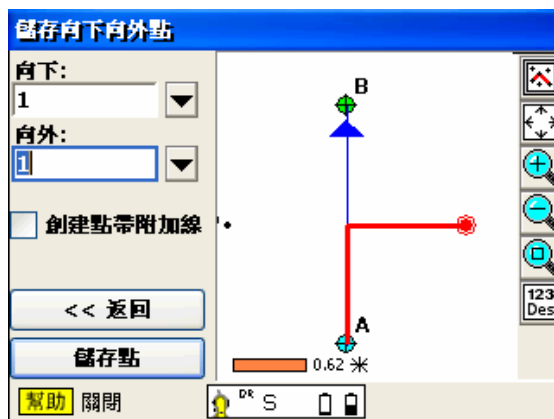 儲存向下向外點
向下:
1
向外:
1
創建點帶附加線
<< 返回
儲存點
B
A
0.62
123
Des
幫助 關閉
DR S